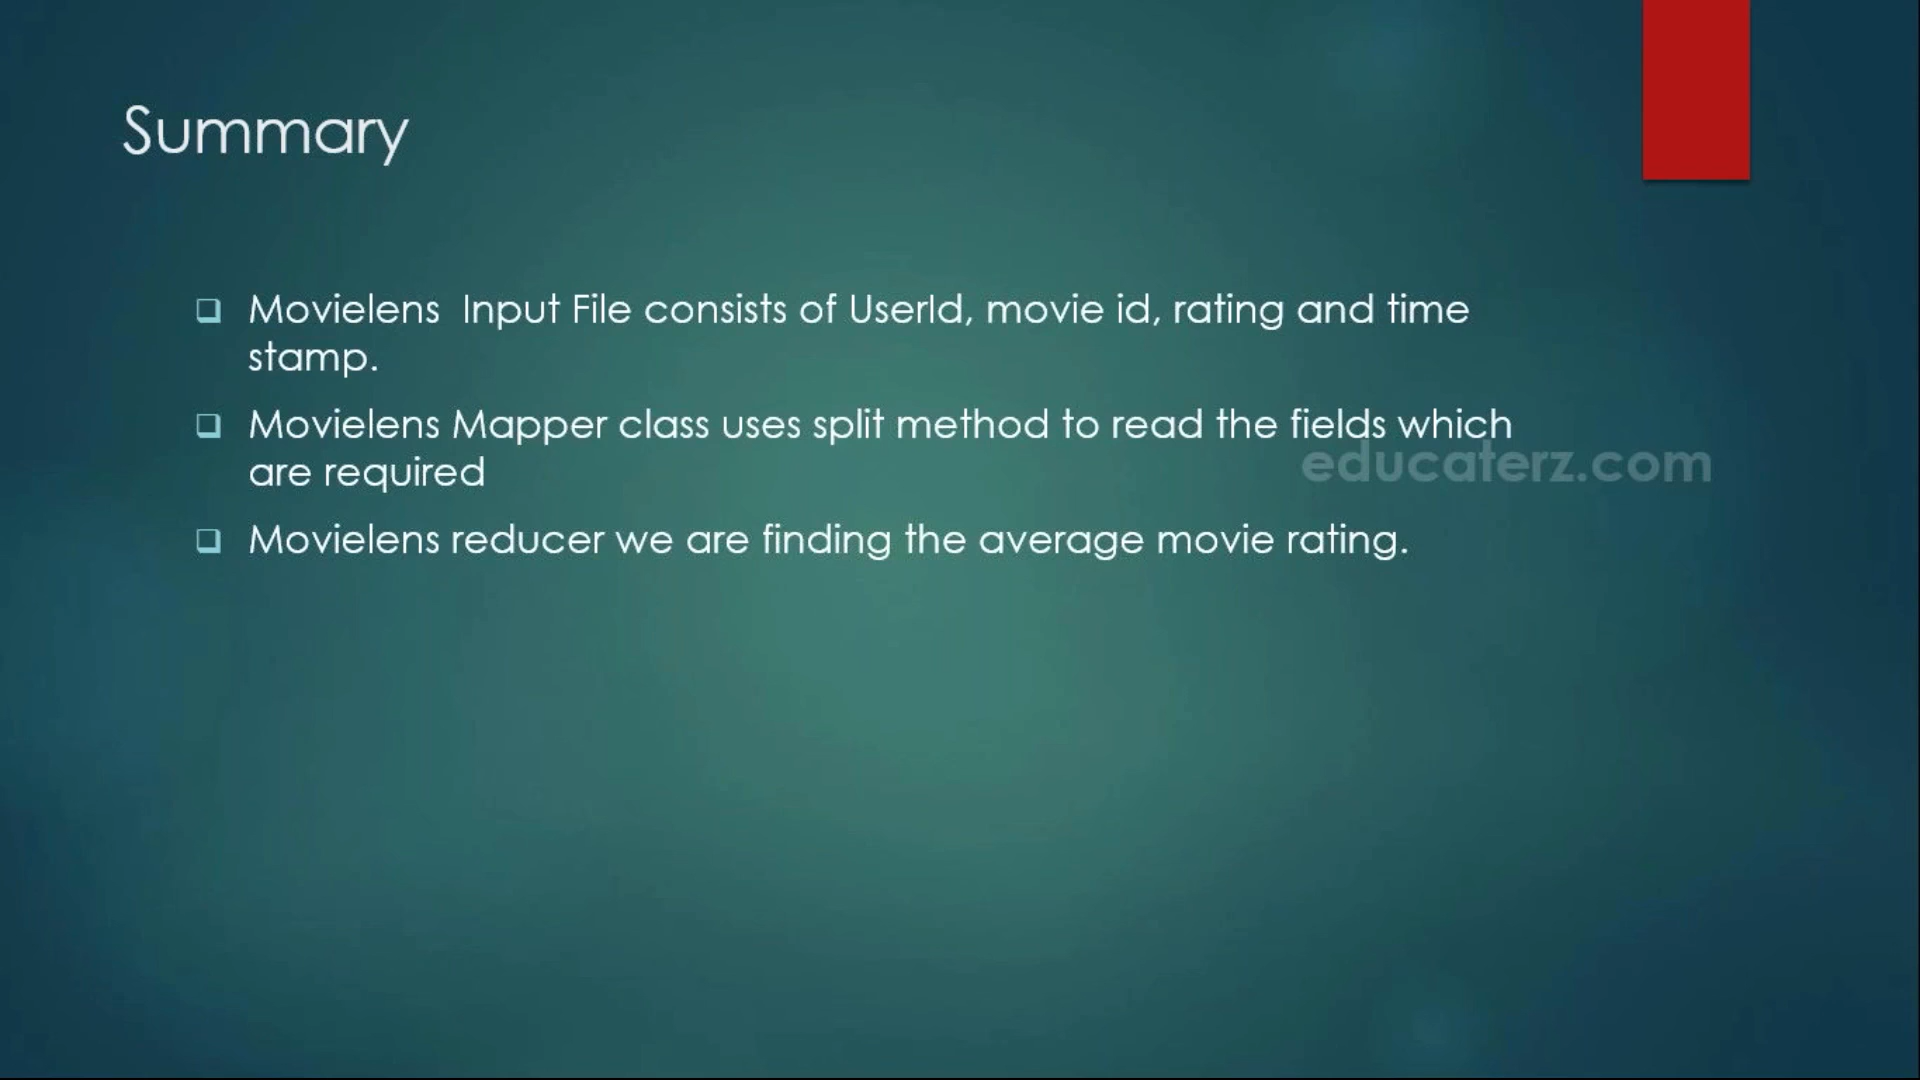 Summary
Movielens Input File consists of UserId, movie id, rating and time
stamp.
Movielens Mapper class uses split method to read the fields which
are required
educaterz.com
Movielens reducer we are finding the average movie rating.